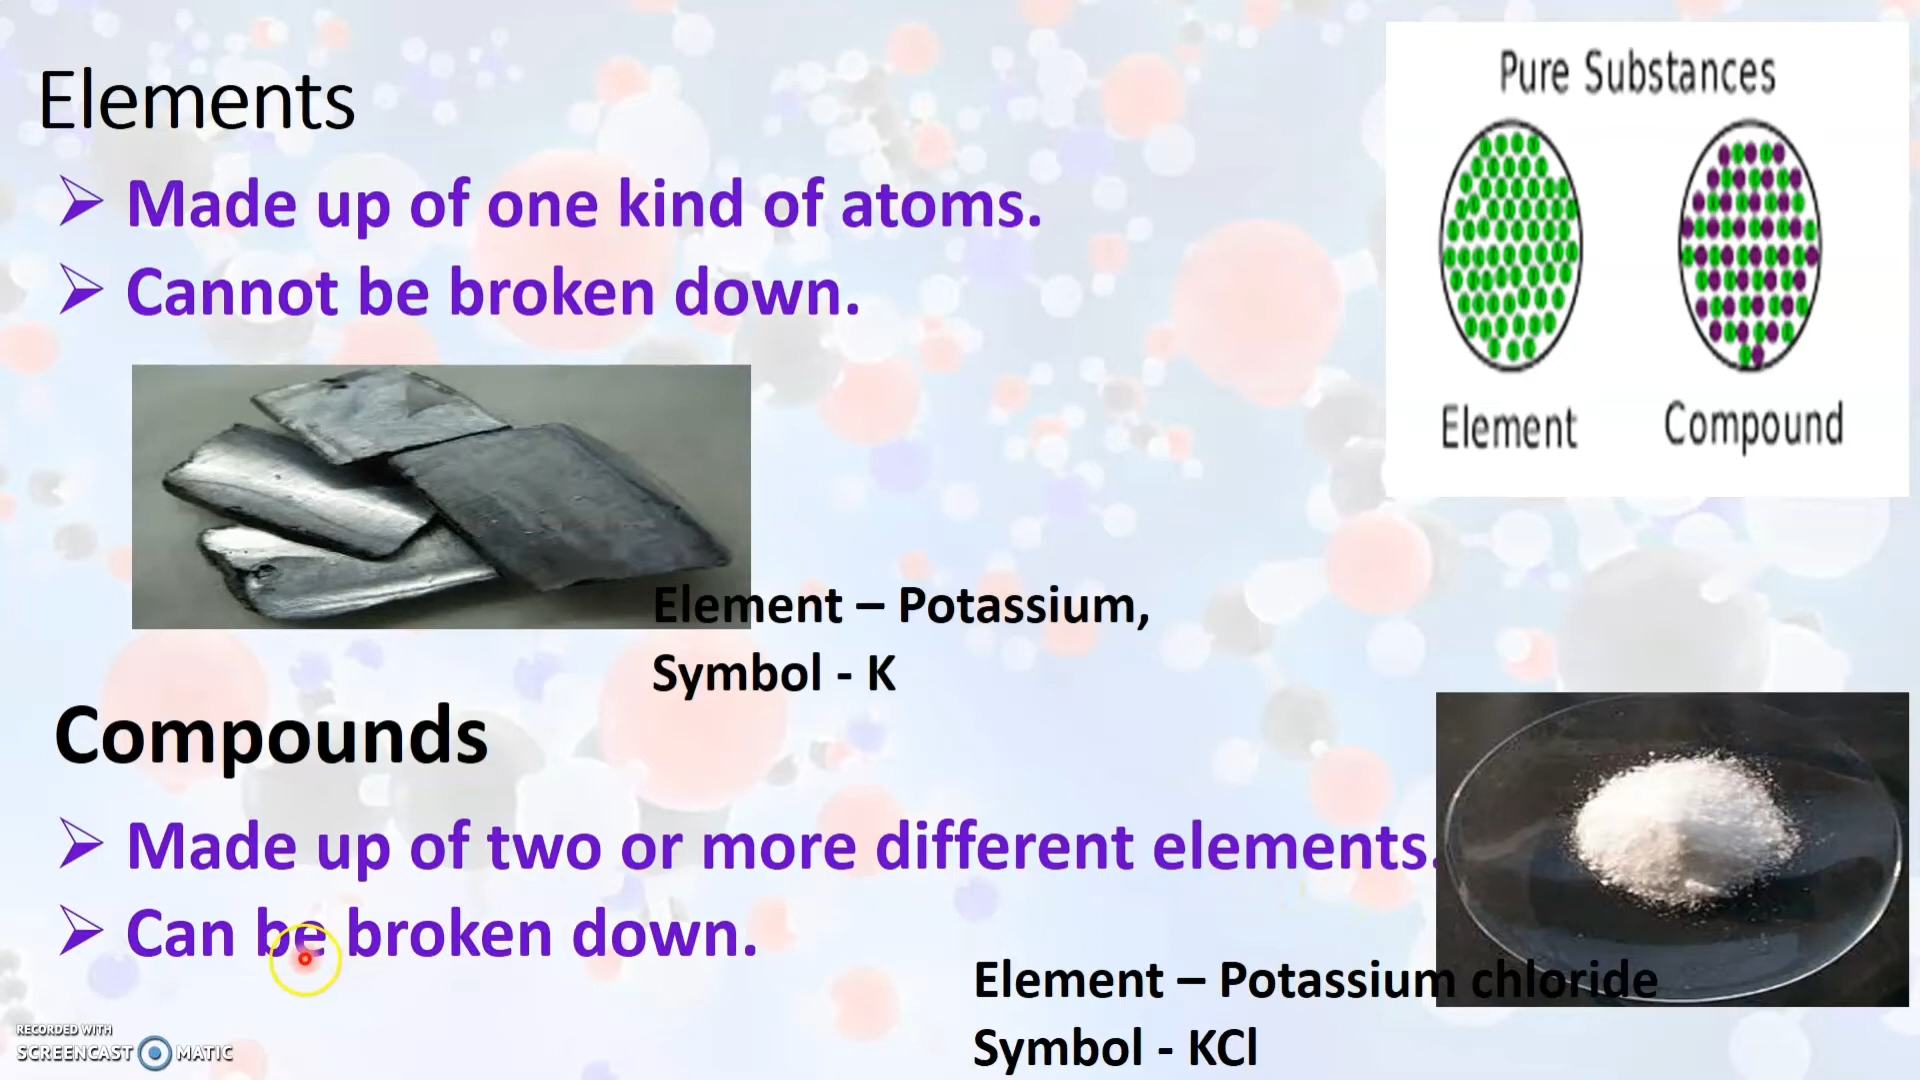 Elements
Made up of one kind of atoms.
Cannot be broken down.
Pure Substances
Element
Compound
Element – Potassium,
Symbol - K
Compounds
Made up of two or more different elements.
Can be broken down.
Element – Potassium chloride
Symbol - KCl
RECORDED WITH
SCREENCAST MATIC